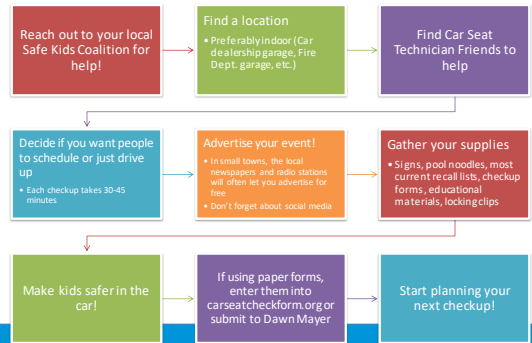 Reach out to your local
Safe Kids Coalition for
help!
Find a location
• Preferably indoor (Car
dealership garage, Fire
Dept. garage, etc.)
Find Car Seat
Technician Friends to
help
Decide if you want people
to schedule or just drive
up
• Each checkup takes 30-45
minutes
Advertise your event!
• In small towns, the local
newspapers and radio stations
will often let you advertise for
free
• Don't forget about social media
Gather your supplies
• Signs, pool noodles, most
current recall lists, checkup
forms, educational
materials, locking clips
Make kids safer in the
car!
If using paper forms,
enter them into
carseatcheckform.org or
submit to Dawn Mayer
Start planning your
next checkup!